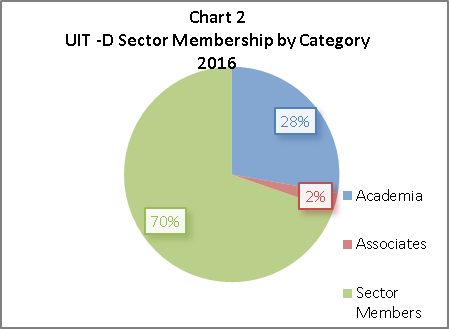 Chart 2
UIT -D Sector Membership by Category
2016
28%
2%
70%
Academia
Associates
Sector
Members